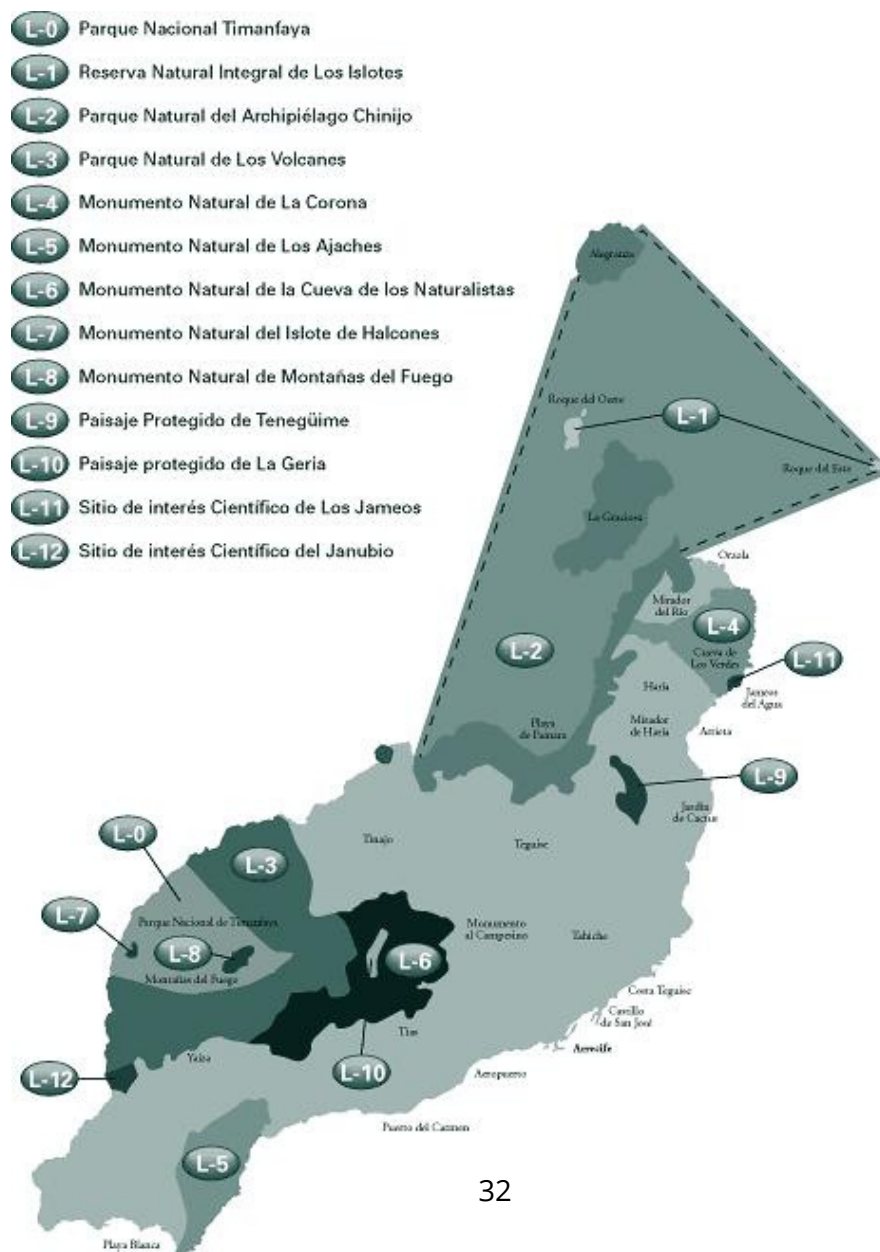 L-0 Parque Nacional Timanfaya
L-1 Reserva Natural Integral de Los Islotes
L-2 Parque Natural del Archipiélago Chinijo
L-3 Parque Natural de Los Volcanes
L-4 Monumento Natural de La Corona
L-5 Monumento Natural de Los Ajaches
L-6 Monumento Natural de la Cueva de los Naturalistas
L-7 Monumento Natural del Islote de Halcones
L-8 Monumento Natural de Montañas del Fuego
L-9 Paisaje Protegido de Tenegüime
L-10 Paisaje protegido de La Geria
L-11 Sitio de interés Científico de Los Jameos
L-12 Sitio de interés Científico del Janubio
Alegranza
Roque del Oeste
L-1
Roque del Este
La Graciosa
Orzola
Mirador
del Río
L-4
L-2
Cueva de
Los Verdes
L-11
Haría
Jameos
del Agua
Playa
de Famara
Mirador
de Haría
Arrieta
L-9
Jardín
de Cactus
L-0
Tinajo
Teguise
L-3
L-7
Parque Nacional de Timanfaya
Monumento
al Campesino
Tahiche
L-8
L-6
Montañas del Fuego
Costa Teguise
Castillo
de San José
Tías
Arrecife
Yaiza
L-10
Aeropuerto
L-12
Puerto del Carmen
L-5
32
Playa Blanca